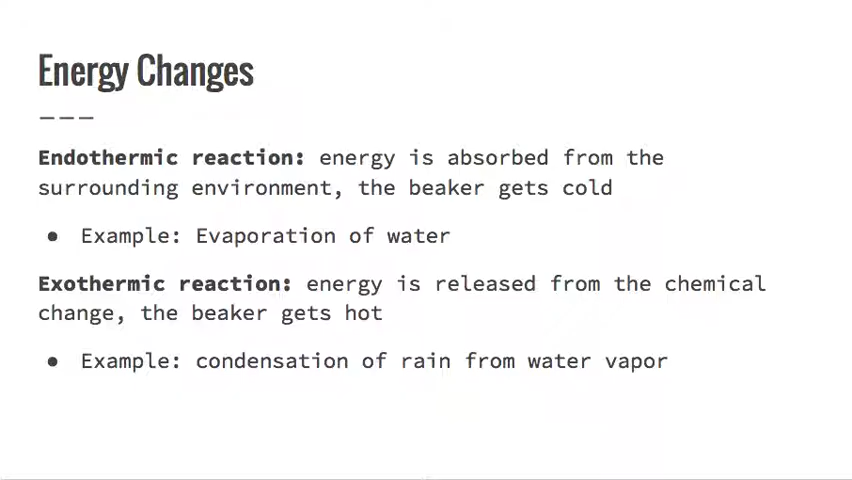 Energy Changes
Endothermic reaction: energy is absorbed from the
surrounding environment, the beaker gets cold
● Example: Evaporation of water
Exothermic reaction: energy is released from the chemical
change, the beaker gets hot
● Example: condensation of rain from water vapor